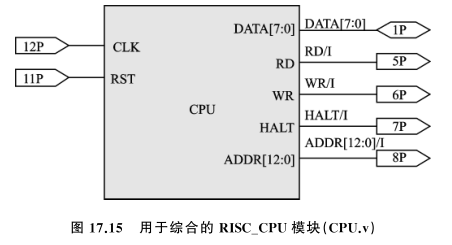 DATA[7:0] DATA[7:0] 1P
12P CLK
RD RD/I 5P
11P RST
WR WR/I 6P
CPU
HALT HALT/I 7P
ADDR[12:0] ADDR[12:0]/I 8P
图 17.15 用于综合的 RISC_CPU 模块(CPU.v)